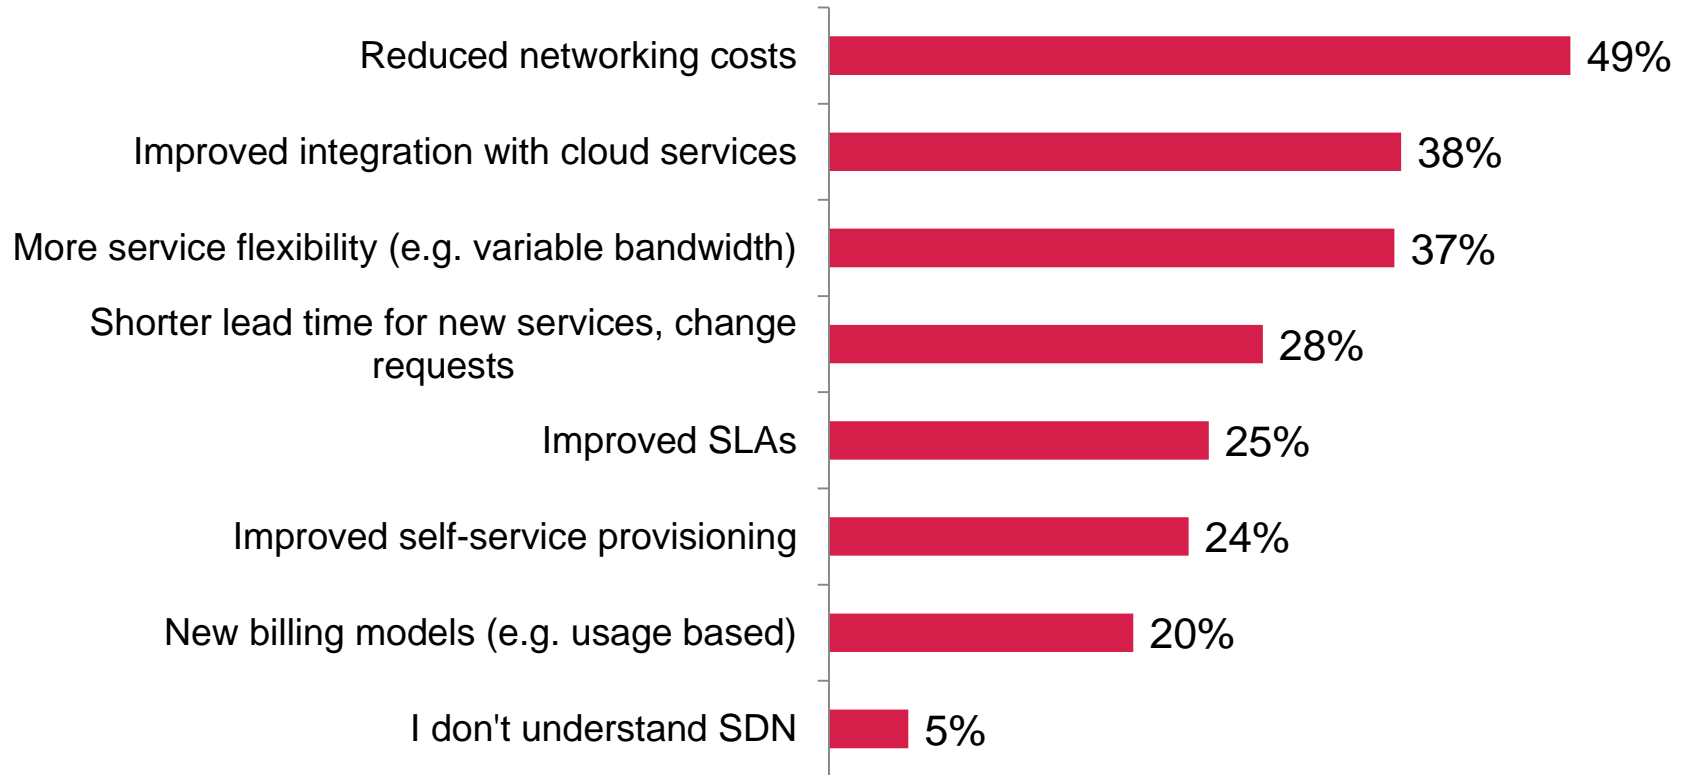 Reduced networking costs 49%
Improved integration with cloud services 38%
More service flexibility (e.g. variable bandwidth) 37%
Shorter lead time for new services, change
requests 28%
Improved SLAs 25%
Improved self-service provisioning 24%
New billing models (e.g. usage based) 20%
I don't understand SDN 5%